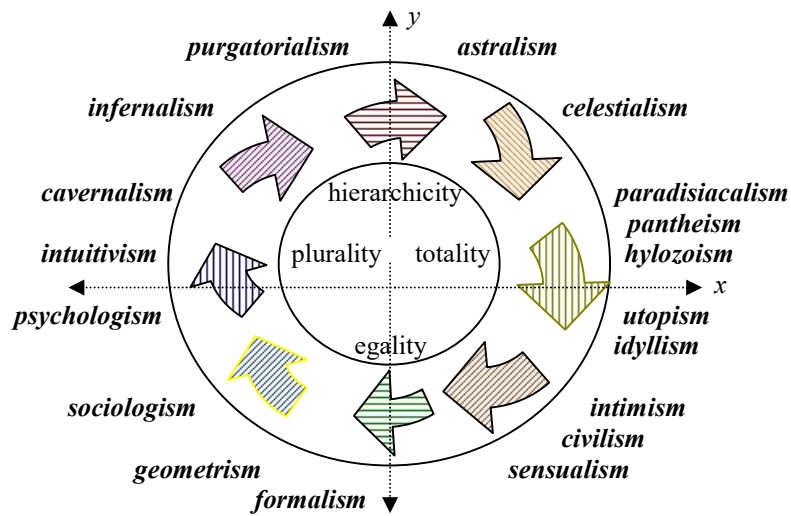 y
purgatorialism astralism
infernalism celestialism
hierarchicity
cavernalism paradisiacalism
pantheism
intuitivism plurality totality hylozoism
x
psychologism utopism
egality idyllism
sociologism intimism
civilism
geometrism sensualism
formalism